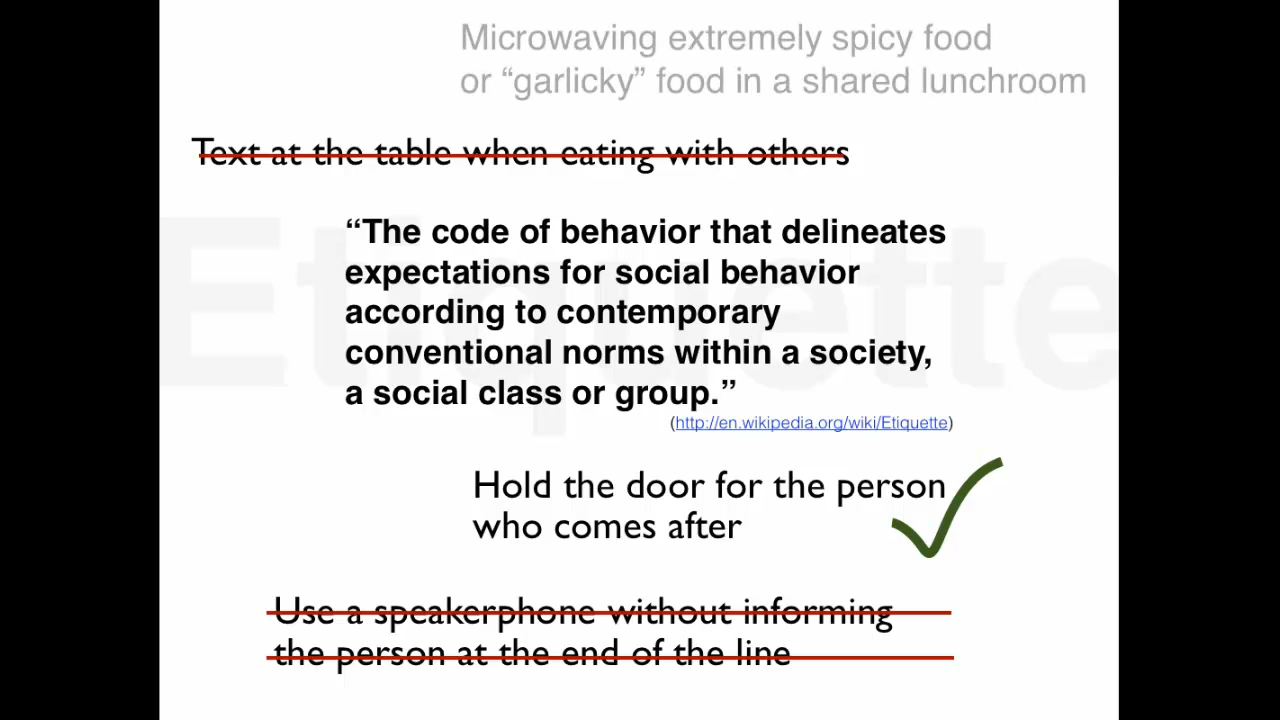 Microwaving extremely spicy food
or “garlicky” food in a shared lunchroom
Text at the table when eating with others
Etiquette
“The code of behavior that delineates
expectations for social behavior
according to contemporary
conventional norms within a society,
a social class or group.”
(http://en.wikipedia.org/wiki/Etiquette)
Hold the door for the person
who comes after
Use a speakerphone without informing
the person at the end of the line